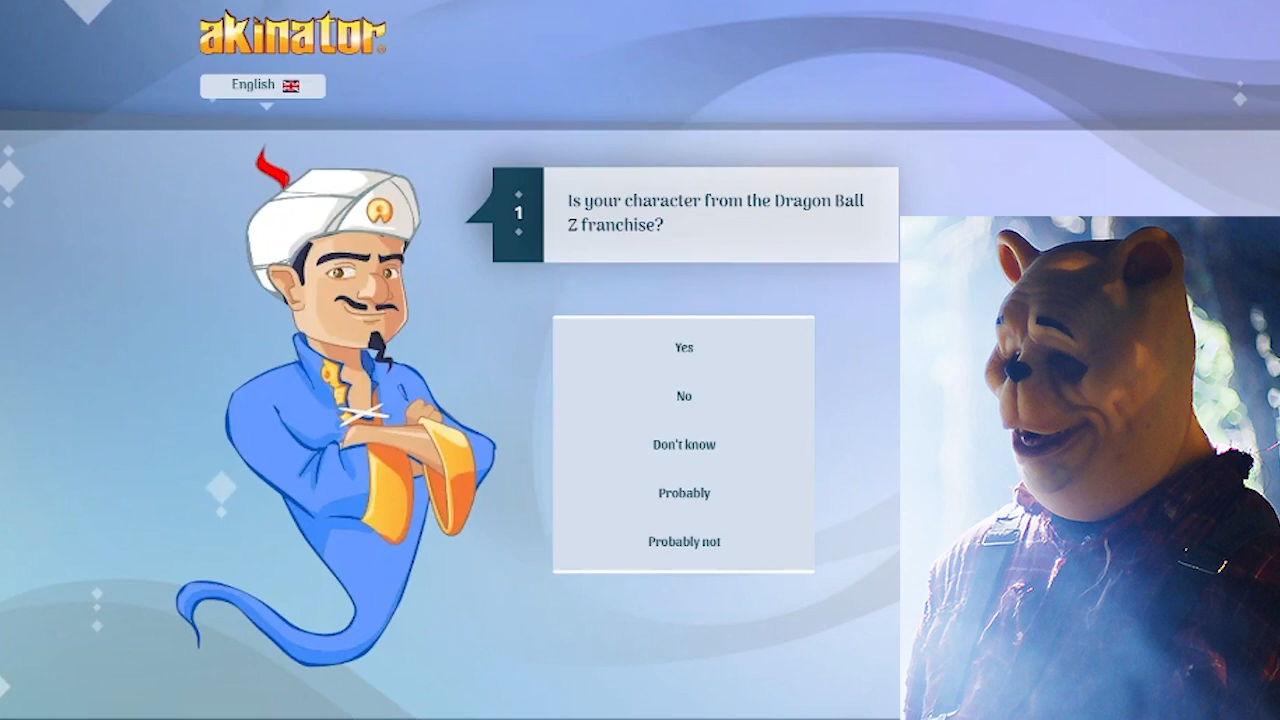 akinator
English
1
Is your character from the Dragon Ball
Z franchise?
Yes
No
Don't know
Probably
Probably not